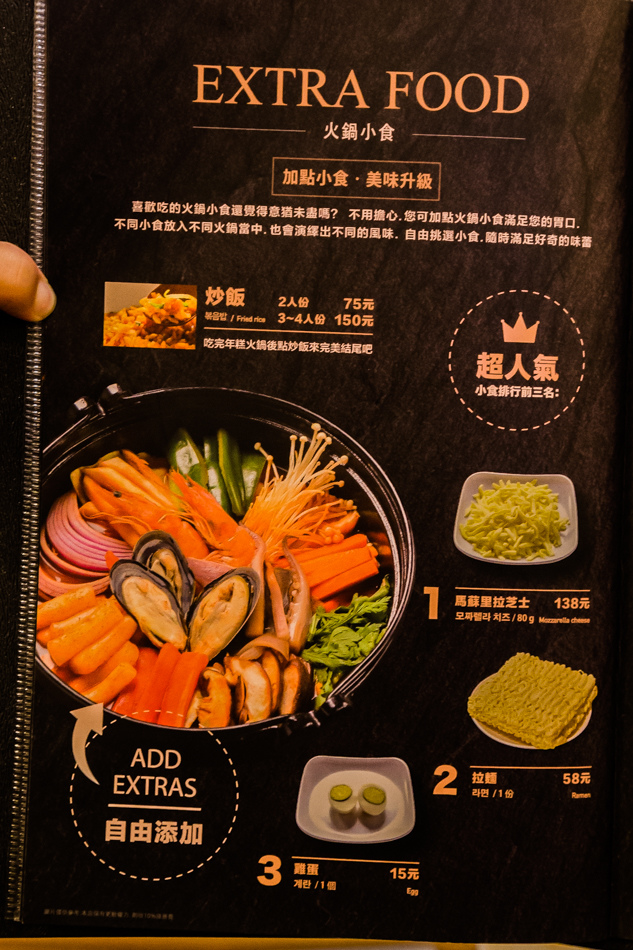 EXTRA FOOD
火鍋小食
加點小食·美味升級
喜歡吃的火鍋小食還覺得意猶未盡嗎? 不用擔心,您可加點火鍋小食滿足您的胃口.
不同小食放入不同火鍋當中,也會演繹出不同的風味. 自由挑選小食,隨時滿足好奇的味蕾
炒飯 2人份 75元
볶음밥 / Fried rice 3~4人份 150元
吃完年糕火鍋後點炒飯來完美結尾吧
超人氣
小食排行前三名:
1 馬蘇里拉芝士 138元
모짜렐라 치즈 / 80 g Mozzarella cheese
2 拉麵 58元
라면 / 1份 Ramen
ADD
EXTRAS
自由添加
3 雞蛋 15元
계란 / 1個 Egg